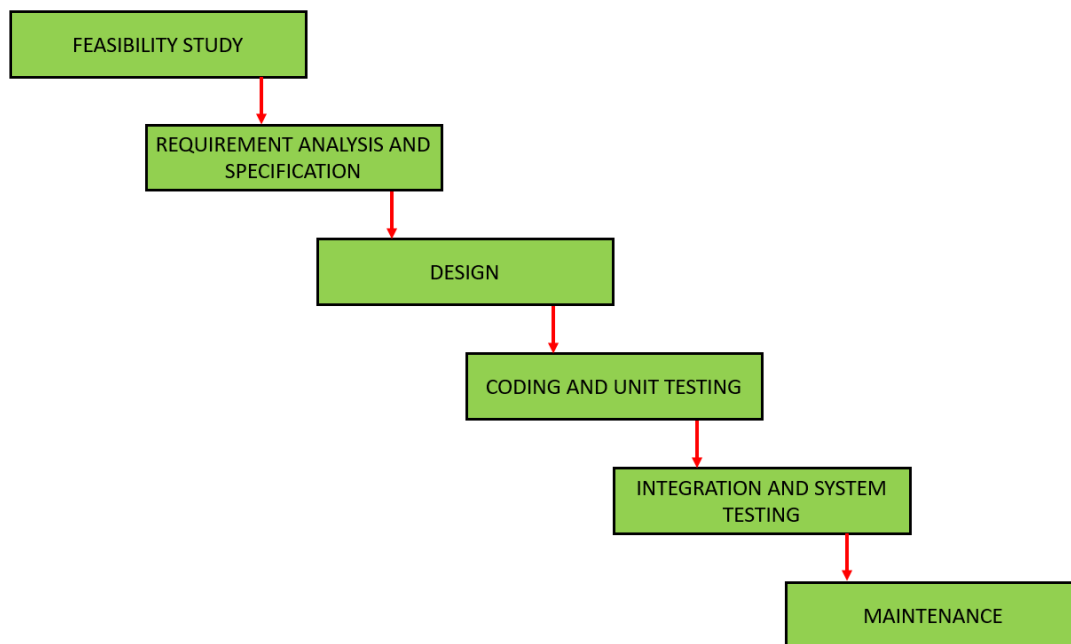 FEASIBILITY STUDY
REQUIREMENT ANALYSIS AND
SPECIFICATION
DESIGN
CODING AND UNIT TESTING
INTEGRATION AND SYSTEM
TESTING
MAINTENANCE